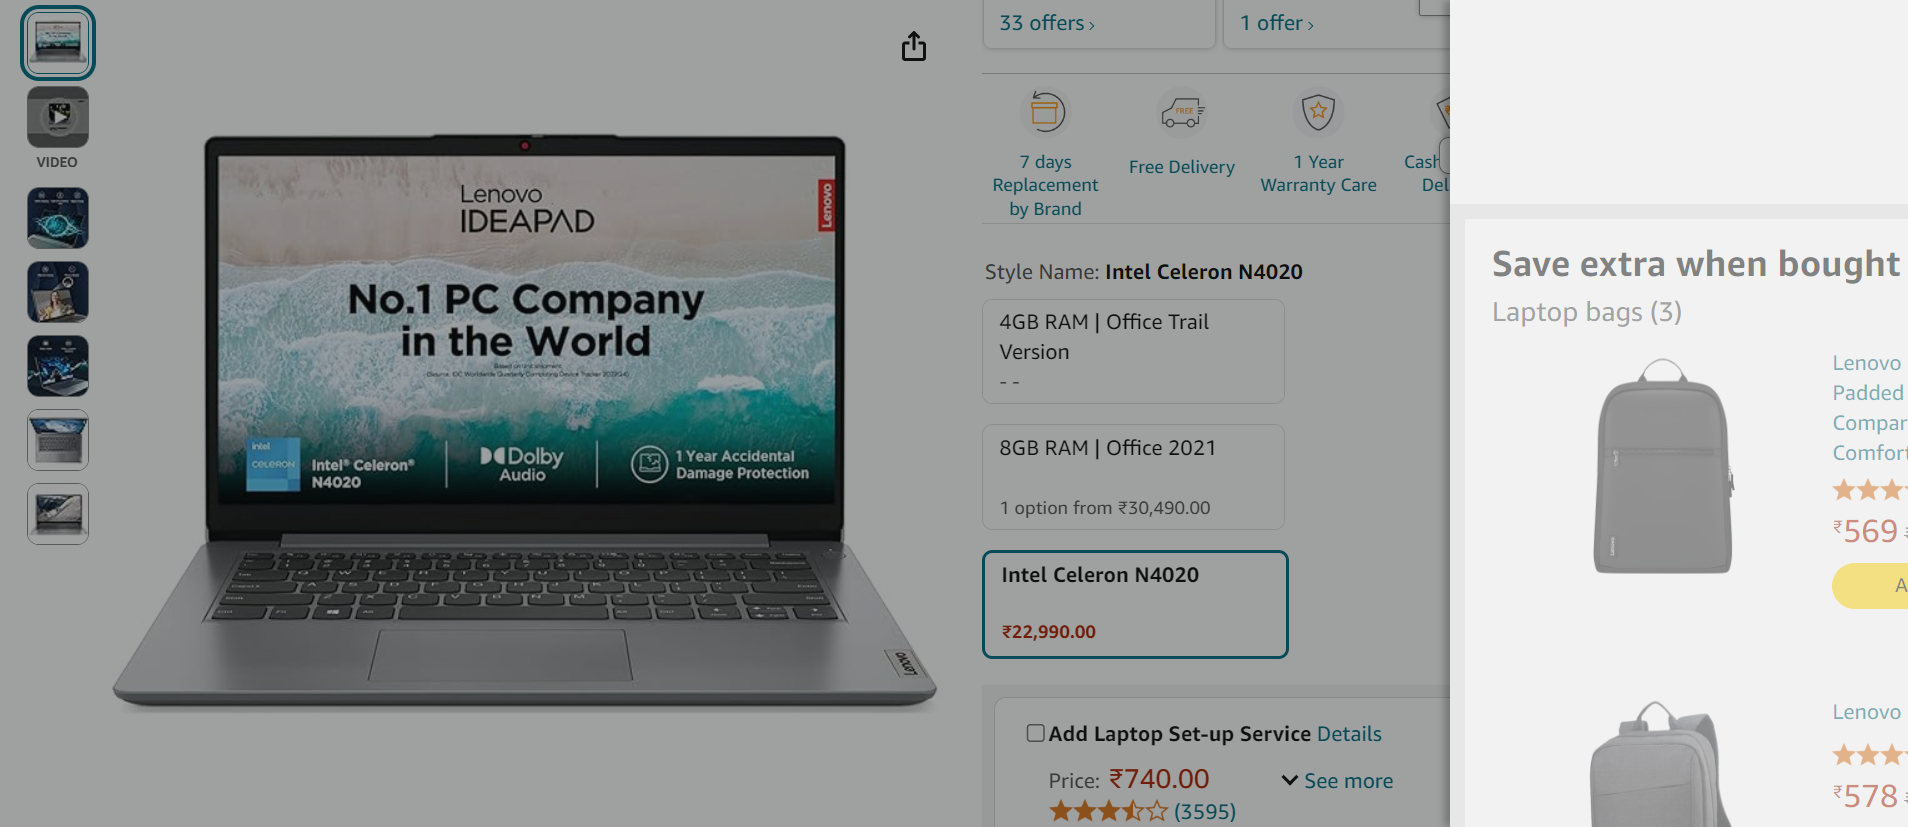 VIDEO
Lenovo
IDEAPAD
Lenovo
No.1 PC Company
in the World
intel
CELERON
Intel® Celeron®
N4020
Dolby
Audio
1 Year Accidental
Damage Protection
LENOVO
33 offers ›
1 offer ›
7 days
Replacement
by Brand
FREE
Free Delivery
1 Year
Warranty Care
Cash
Del
Style Name: Intel Celeron N4020
4GB RAM | Office Trail
Version
- -
8GB RAM | Office 2021
1 option from ₹30,490.00
Intel Celeron N4020
₹22,990.00
Add Laptop Set-up Service Details
Price: ₹740.00
See more
(3595)
Save extra when bought
Laptop bags (3)
Lenovo
Padded
Compar
Comfort
₹569
A
Lenovo
₹578